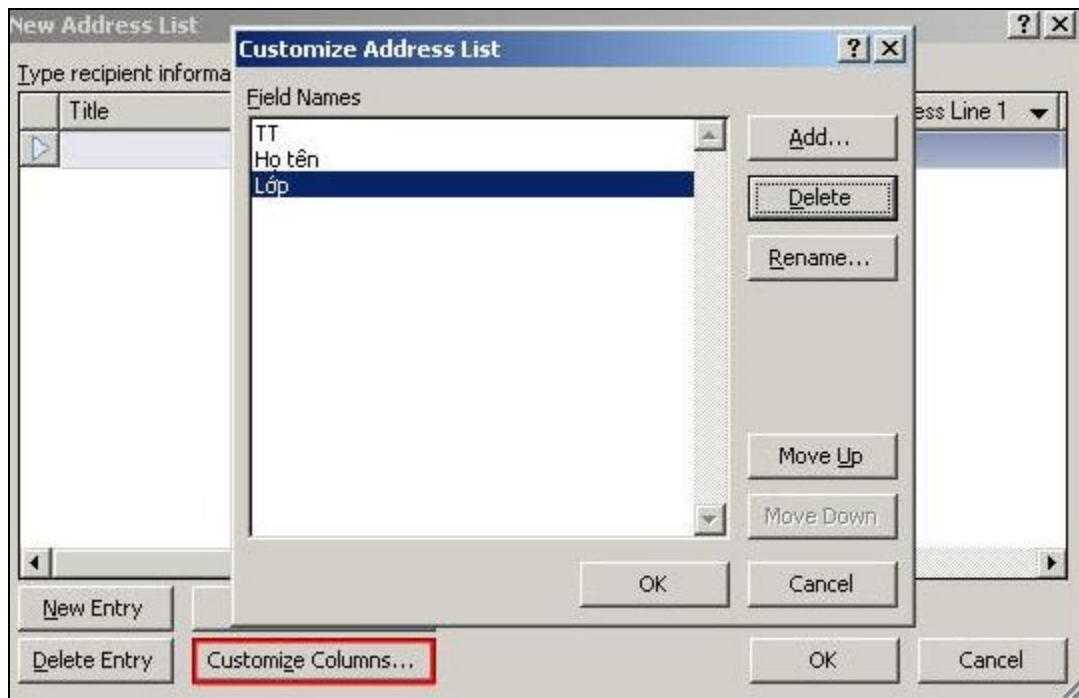 New Address List
Type recipient informa
Title
ess Line 1
Customize Address List
Field Names
TT
Họ tên
Lớp
Add...
Delete
Rename...
Move Up
Move Down
OK
Cancel
New Entry
Delete Entry
Customize Columns...
OK
Cancel